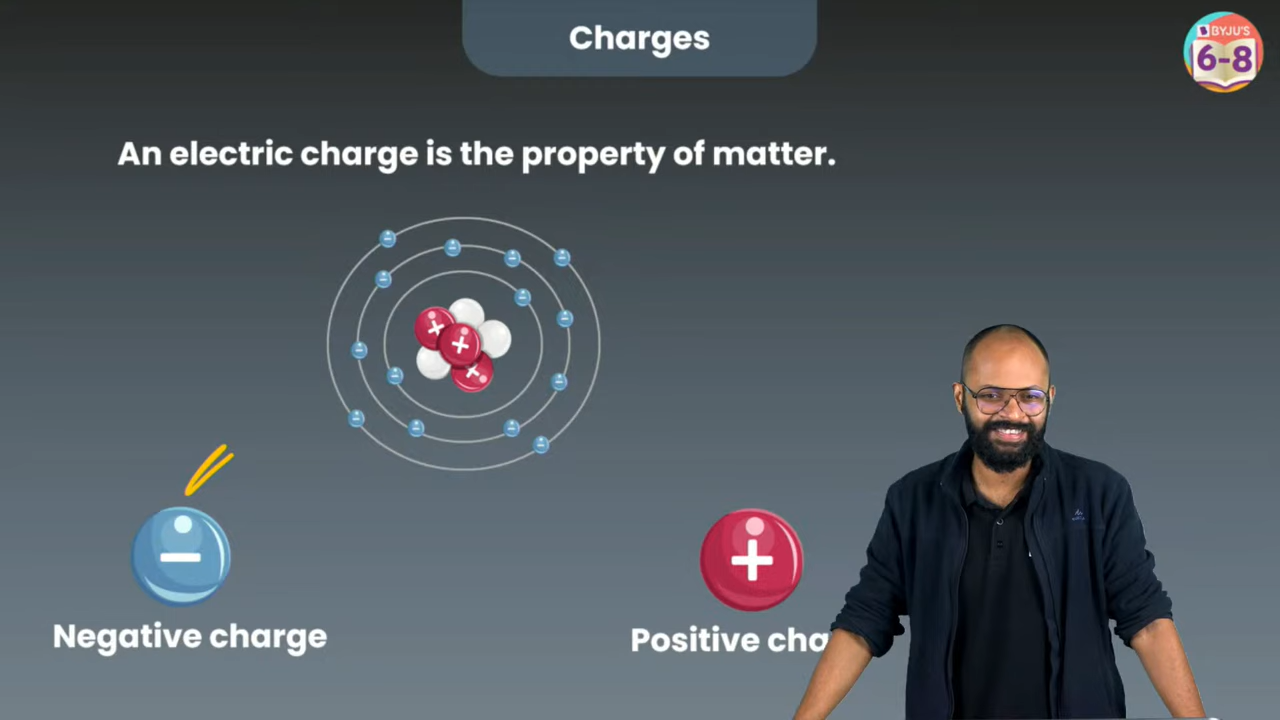 Charges
BYJU'S
6-8
An electric charge is the property of matter.
Negative charge
Positive cha